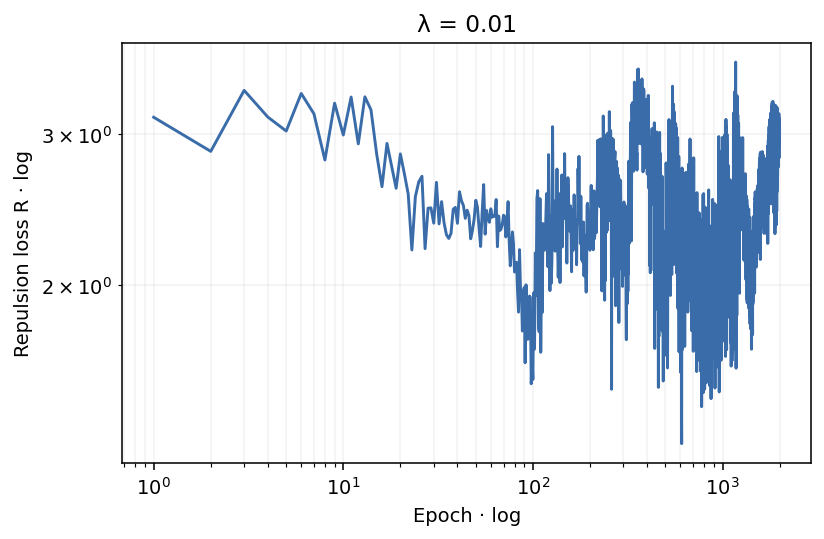 λ = 0.01
Repulsion loss R · log
3 × 10⁰
2 × 10⁰
10⁰ 10¹ 10² 10³
Epoch · log